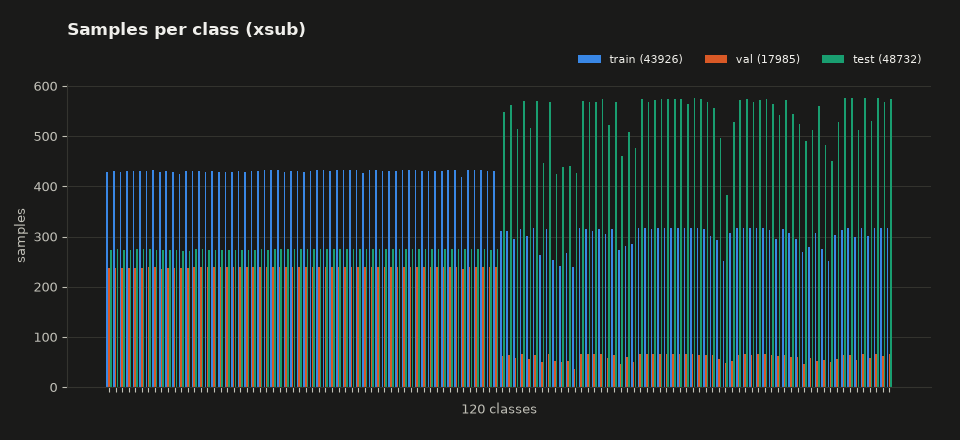 Samples per class (xsub)
train (43926) val (17985) test (48732)
600
500
400
300
200
100
0
samples
120 classes